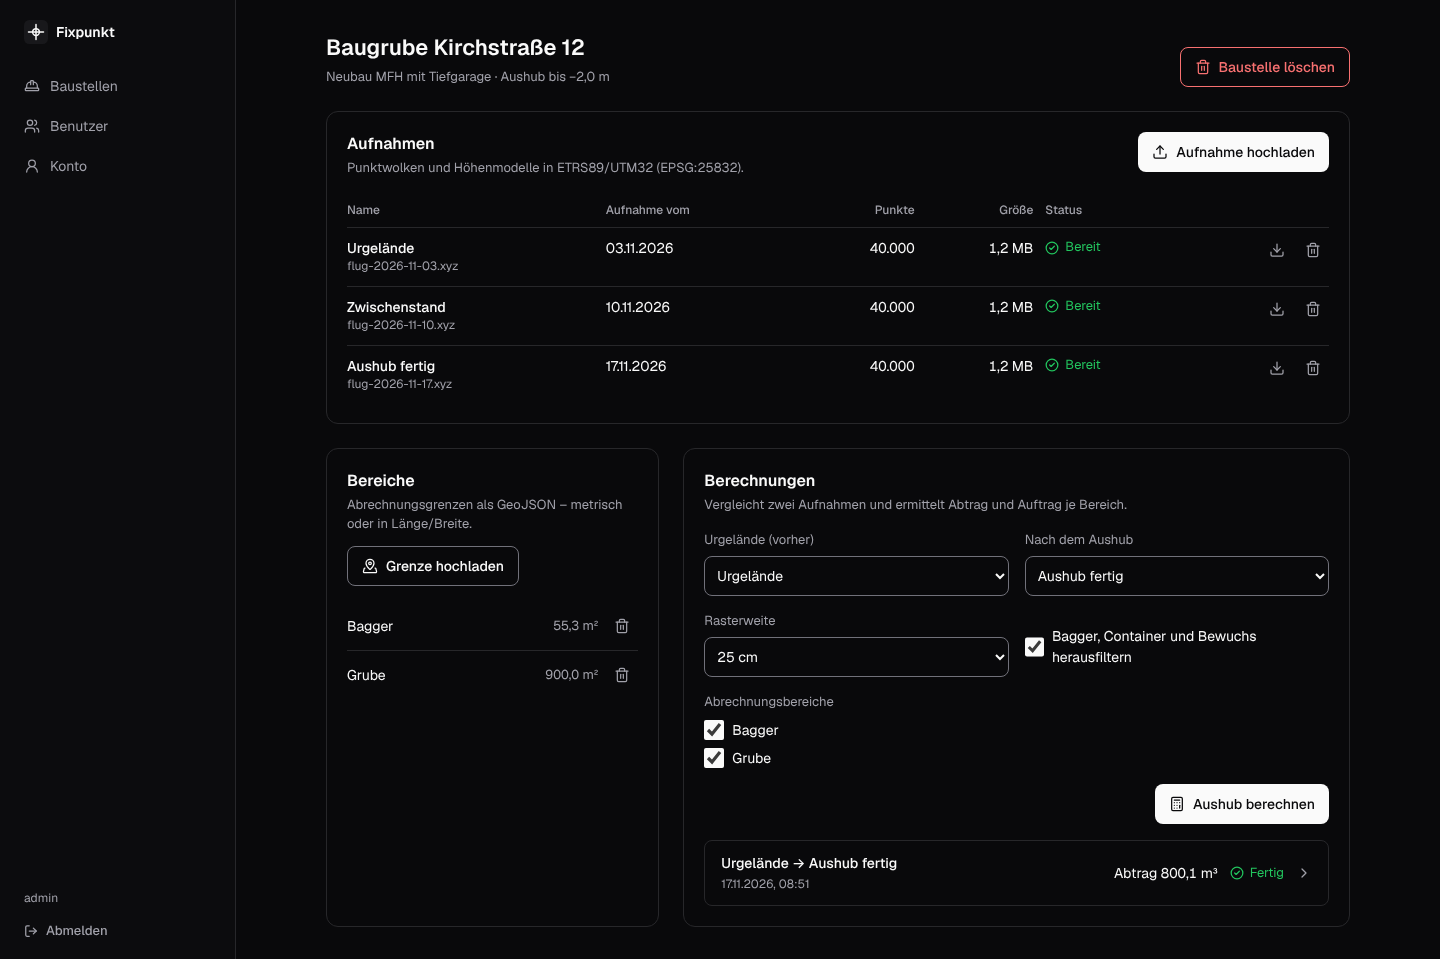 Fixpunkt
Baustellen
Benutzer
Konto
admin
Abmelden
Baugrube Kirchstraße 12
Neubau MFH mit Tiefgarage · Aushub bis −2,0 m
Baustelle löschen
Aufnahmen
Punktwolken und Höhenmodelle in ETRS89/UTM32 (EPSG:25832).
Aufnahme hochladen
Name Aufnahme vom Punkte Größe Status
Urgelände 03.11.2026 40.000 1,2 MB Bereit
flug-2026-11-03.xyz
Zwischenstand 10.11.2026 40.000 1,2 MB Bereit
flug-2026-11-10.xyz
Aushub fertig 17.11.2026 40.000 1,2 MB Bereit
flug-2026-11-17.xyz
Bereiche
Abrechnungsgrenzen als GeoJSON – metrisch
oder in Länge/Breite.
Grenze hochladen
Bagger 55,3 m²
Grube 900,0 m²
Berechnungen
Vergleicht zwei Aufnahmen und ermittelt Abtrag und Auftrag je Bereich.
Urgelände (vorher) Nach dem Aushub
Urgelände Aushub fertig
Rasterweite
25 cm
Bagger, Container und Bewuchs
herausfiltern
Abrechnungsbereiche
Bagger
Grube
Aushub berechnen
Urgelände → Aushub fertig
17.11.2026, 08:51
Abtrag 800,1 m³ Fertig